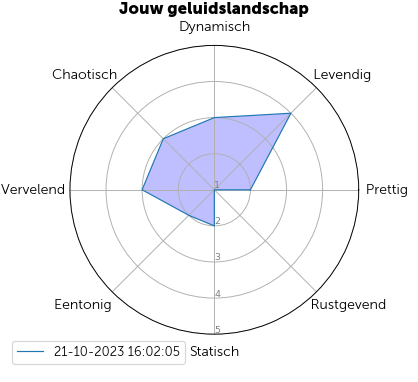 Jouw geluidslandschap
Dynamisch
Chaotisch
Levendig
Vervelend
1
Prettig
2
3
Eentonig
4
Rustgevend
5
21-10-2023 16:02:05
Statisch